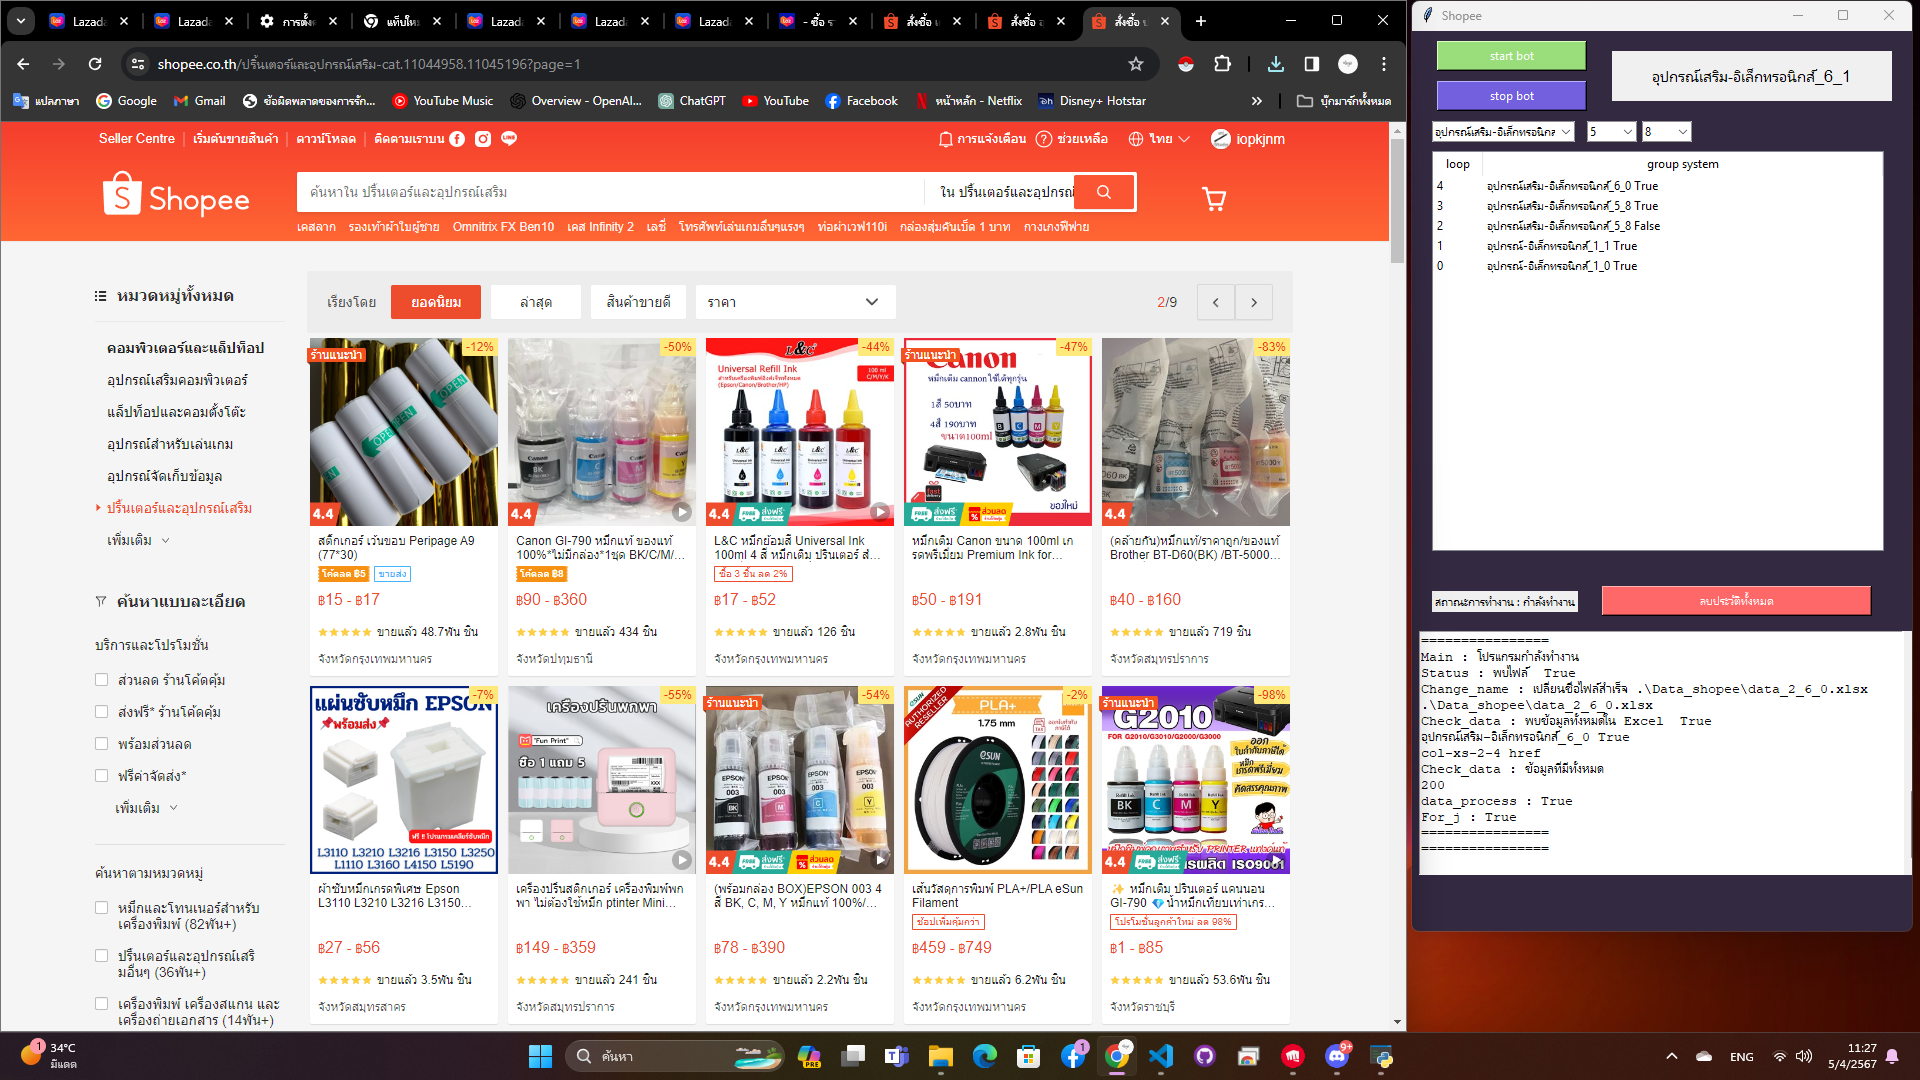 Lazada
Lazada
การตั้งค
แท็บใหม
Lazada
Lazada
Lazada
- ซื้อ รา
สั่งซื้อ เ
สั่งซื้อ อ
สั่งซื้อ ป
shopee.co.th/ปริ้นเตอร์และอุปกรณ์เสริม-cat.11044958.11045196?page=1
แปลภาษา
Google
Gmail
ข้อผิดพลาดของการรัก...
YouTube Music
Overview - OpenAI...
ChatGPT
YouTube
Facebook
หน้าหลัก - Netflix
Disney+ Hotstar
บุ๊กมาร์กทั้งหมด
Seller Centre
เริ่มต้นขายสินค้า
ดาวน์โหลด
ติดตามเราบน
การแจ้งเตือน
ช่วยเหลือ
ไทย
iopkjnm
Shopee
ค้นหาใน ปริ้นเตอร์และอุปกรณ์เสริม
ใน ปริ้นเตอร์และอุปกรณ์
เคสลาก รองเท้าผ้าใบผู้ชาย Omnitrix FX Ben10 เคส Infinity 2 เลซี่ โทรศัพท์เล่นเกมลื่นๆแรงๆ ท่อผ่าเวฟ110i กล่องสุ่มคันเบ็ด 1 บาท กางเกงฟีฟาย
หมวดหมู่ทั้งหมด
คอมพิวเตอร์และแล็ปท็อป
อุปกรณ์เสริมคอมพิวเตอร์
แล็ปท็อปและคอมตั้งโต๊ะ
อุปกรณ์สำหรับเล่นเกม
อุปกรณ์จัดเก็บข้อมูล
ปริ้นเตอร์และอุปกรณ์เสริม
เพิ่มเติม
ค้นหาแบบละเอียด
บริการและโปรโมชั่น
ส่วนลด ร้านโค้ดคุ้ม
ส่งฟรี* ร้านโค้ดคุ้ม
พร้อมส่วนลด
ฟรีค่าจัดส่ง*
เพิ่มเติม
ค้นหาตามหมวดหมู่
หมึกและโทนเนอร์สำหรับ
เครื่องพิมพ์ (82พัน+)
ปริ้นเตอร์และอุปกรณ์เสริ
มอื่นๆ (36พัน+)
เครื่องพิมพ์ เครื่องสแกน และ
เครื่องถ่ายเอกสาร (14พัน+)
เรียงโดย
ยอดนิยม
ล่าสุด
สินค้าขายดี
ราคา
2/9
ร้านแนะนำ
-12%
4.4
สติ๊กเกอร์ เว้นขอบ Peripage A9
(77*30)
โค้ดลด ฿5
ขายส่ง
฿15 - ฿17
ขายแล้ว 48.7พัน ชิ้น
จังหวัดกรุงเทพมหานคร
-50%
4.4
Canon GI-790 หมึกแท้ ของแท้
100%*ไม่มีกล่อง*1ชุด BK/C/M/...
โค้ดลด ฿8
฿90 - ฿360
ขายแล้ว 434 ชิ้น
จังหวัดปทุมธานี
L&C
-44%
Universal Refill Ink
4.4
ส่งฟรี*
L&C หมึกย้อมสี Universal Ink
100ml 4 สี หมึกเติม ปรินเตอร์ สํ...
ซื้อ 3 ชิ้น ลด 2%
฿17 - ฿52
ขายแล้ว 126 ชิ้น
จังหวัดกรุงเทพมหานคร
ร้านแนะนำ
-47%
Canon
หมึกเติม cannon ใช้ได้ทุกรุ่น
1สี 50บาท
4สี 190บาท
ขนาด100ml
ของใหม่
ส่งฟรี*
ส่วนลด
หมึกเติม Canon ขนาด 100ml เก
รดพรีเมี่ยม Premium Ink for...
฿50 - ฿191
ขายแล้ว 2.8พัน ชิ้น
จังหวัดกรุงเทพมหานคร
-83%
4.4
(คล้ายกัน)หมึกแท้/ราคาถูก/ของแท้
Brother BT-D60(BK) /BT-5000...
฿40 - ฿160
ขายแล้ว 719 ชิ้น
จังหวัดสมุทรปราการ
-7%
แผ่นซับหมึก EPSON
พร้อมส่ง
L3110 L3210 L3216 L3150 L3250
L1110 L3160 L4150 L5190
ผ้าซับหมึกเกรดพิเศษ Epson
L3110 L3210 L3216 L3150...
฿27 - ฿56
ขายแล้ว 3.5พัน ชิ้น
จังหวัดสมุทรสาคร
-55%
เครื่องปริ้นพกพา
"Fun Print"
ซื้อ 1 แถม 5
เครื่องปริ้นสติกเกอร์ เครื่องพิมพ์พก
พา ไม่ต้องใช้หมึก ptinter Mini...
฿149 - ฿359
ขายแล้ว 241 ชิ้น
จังหวัดสมุทรปราการ
ร้านแนะนำ
-54%
EPSON
003
4.4
ส่งฟรี*
ส่วนลด
(พร้อมกล่อง BOX)EPSON 003 4
สี BK, C, M, Y หมึกแท้ 100%/...
฿78 - ฿390
ขายแล้ว 2.2พัน ชิ้น
จังหวัดกรุงเทพมหานคร
AUTHORIZED
RESELLER
-2%
PLA+
1.75 mm
eSUN
เส้นวัสดุการพิมพ์ PLA+/PLA eSun
Filament
ช้อปเพิ่มคุ้มกว่า
฿459 - ฿749
ขายแล้ว 6.2พัน ชิ้น
จังหวัดกรุงเทพมหานคร
ร้านแนะนำ
-98%
G2010
FOR G2010/G3010/G2000/G3000
BK C M Y
4.4
ส่งฟรี*
ISO9001
✨ หมึกเติม ปริ้นเตอร์ แคนนอน
GI-790 💎น้ำหมึกเทียบเท่าเกร...
โปรโมชั่นลูกค้าใหม่ ลด 98%
฿1 - ฿85
ขายแล้ว 53.6พัน ชิ้น
จังหวัดราชบุรี
Shopee
start bot
stop bot
อุปกรณ์เสริม-อิเล็กทรอนิกส์_6_1
อุปกรณ์เสริม-อิเล็กทรอนิกส
5
8
loop group system
4 อุปกรณ์เสริม-อิเล็กทรอนิกส์_6_0 True
3 อุปกรณ์เสริม-อิเล็กทรอนิกส์_5_8 True
2 อุปกรณ์เสริม-อิเล็กทรอนิกส์_5_8 False
1 อุปกรณ์-อิเล็กทรอนิกส์_1_1 True
0 อุปกรณ์-อิเล็กทรอนิกส์_1_0 True
สถาณะการทำงาน : กำลังทำงาน
ลบประวัติทั้งหมด
================
Main : โปรแกรมกำลังทำงาน
Status : พบไฟล์ True
Change_name : เปลี่ยนชื่อไฟล์สำเร็จ .\Data_shopee\data_2_6_0.xlsx
.\Data_shopee\data_2_6_0.xlsx
Check_data : พบข้อมูลทั้งหมดใน Excel True
อุปกรณ์เสริม-อิเล็กทรอนิกส์_6_0 True
col-xs-2-4 href
Check_data : ข้อมูลที่มีทั้งหมด
200
data_process : True
For_j : True
================
================
1
34°C
มีแดด
ค้นหา
PRE
1
9+
ENG
11:27
5/4/2567